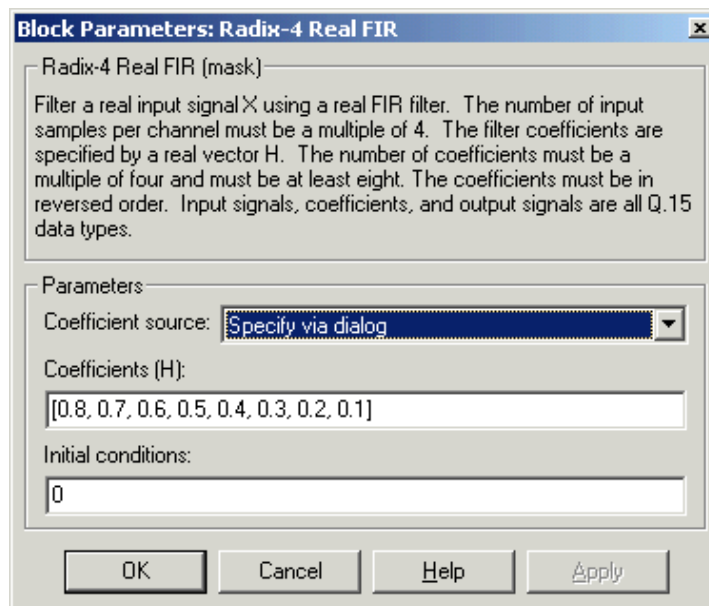 Block Parameters: Radix-4 Real FIR
Radix-4 Real FIR (mask)
Filter a real input signal X using a real FIR filter. The number of input
samples per channel must be a multiple of 4. The filter coefficients are
specified by a real vector H. The number of coefficients must be a
multiple of four and must be at least eight. The coefficients must be in
reversed order. Input signals, coefficients, and output signals are all Q.15
data types.
Parameters
Coefficient source: Specify via dialog
Coefficients (H):
[0.8, 0.7, 0.6, 0.5, 0.4, 0.3, 0.2, 0.1]
Initial conditions:
0
OK Cancel Help Apply